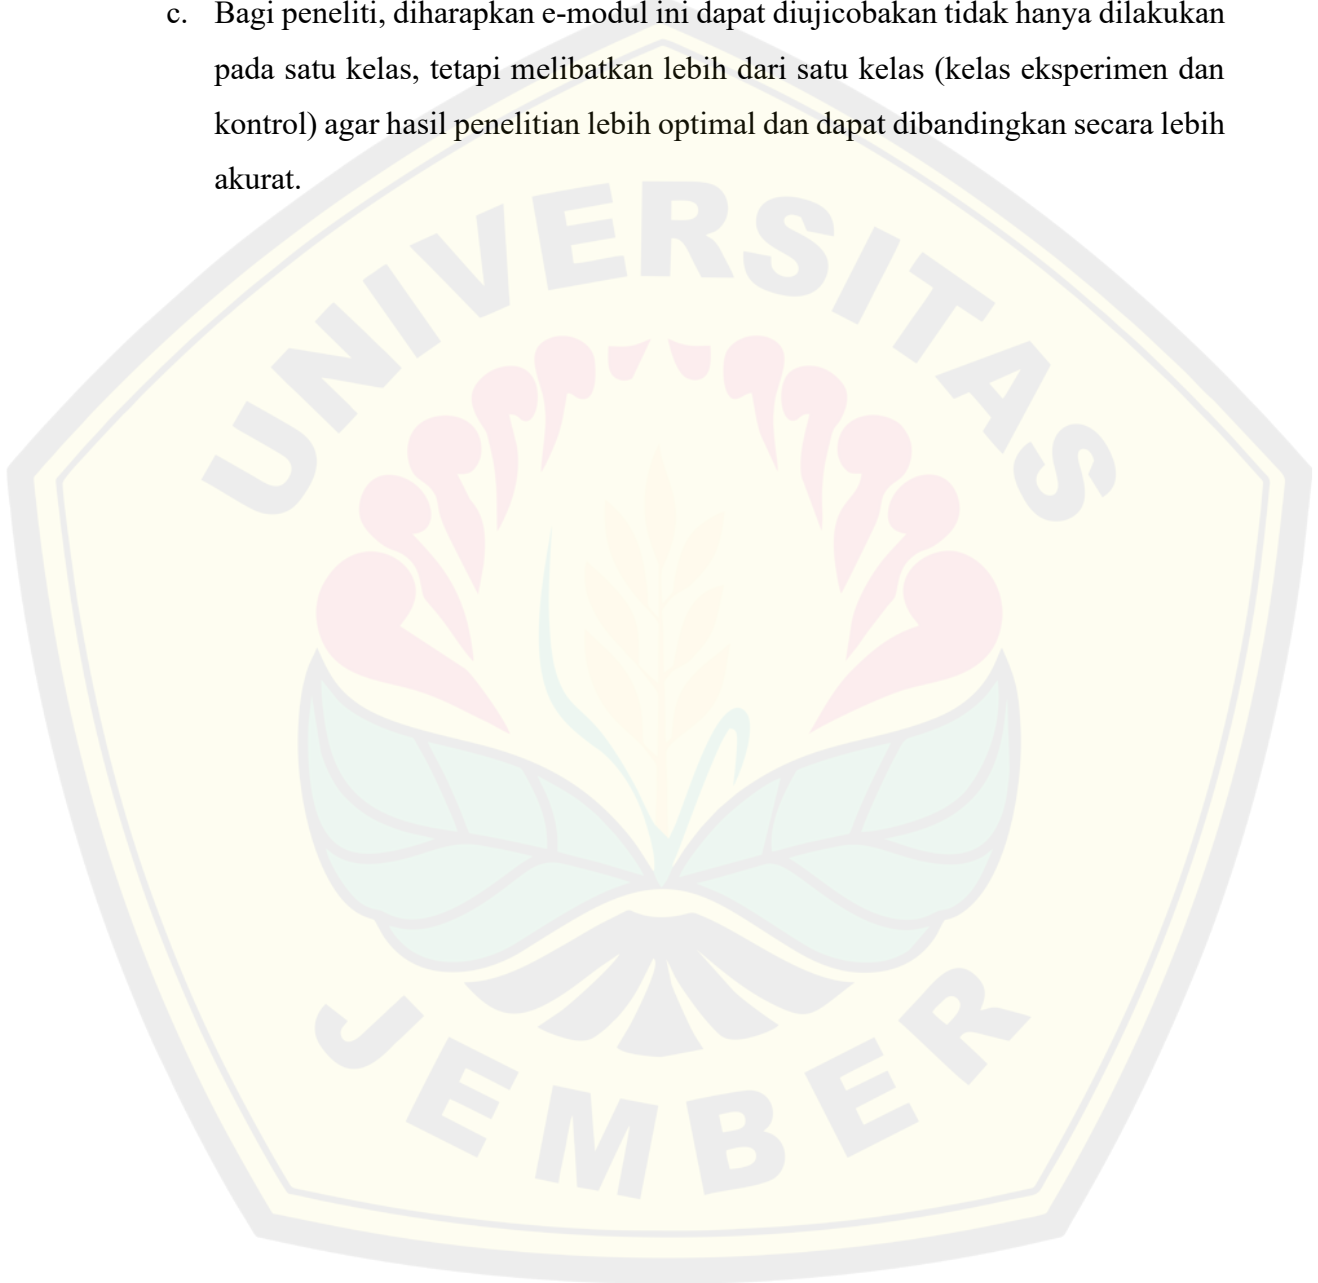 c. Bagi peneliti, diharapkan e-modul ini dapat diujicobakan tidak hanya dilakukan
pada satu kelas, tetapi melibatkan lebih dari satu kelas (kelas eksperimen dan
kontrol) agar hasil penelitian lebih optimal dan dapat dibandingkan secara lebih
akurat.
UNIVERSITAS
JEMBER